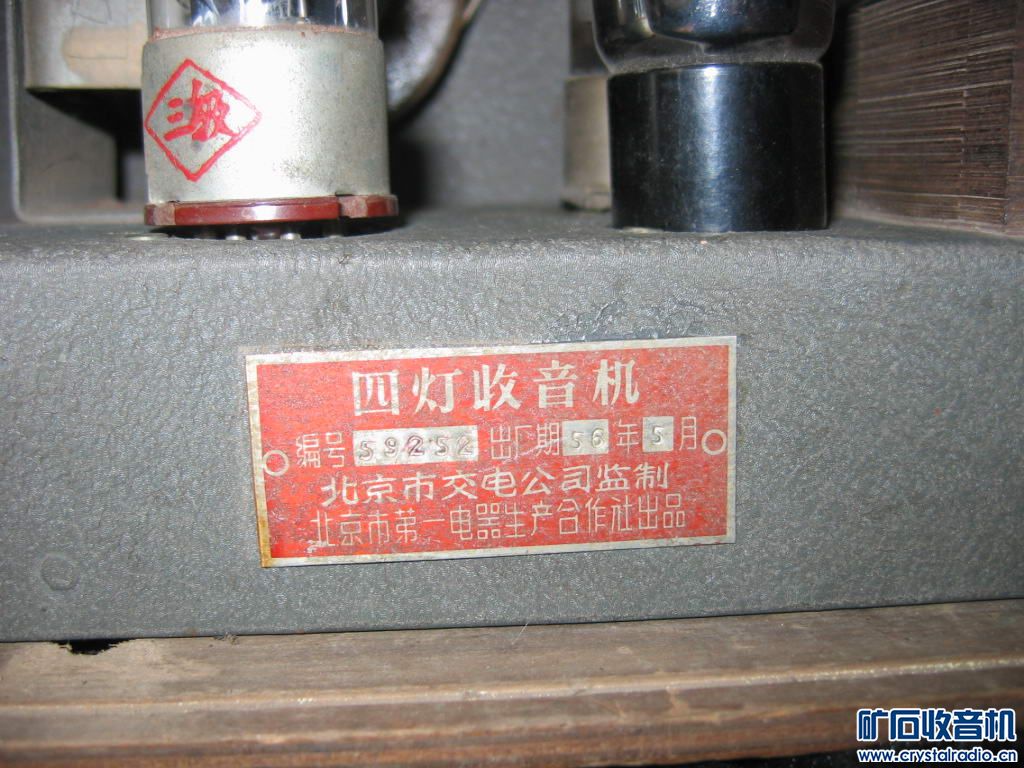 三级
四灯收音机
编号 59252 出厂期 56 年 5 月
北京市交电公司监制
北京市第一电器生产合作社出品
矿石收音机
www.crystalradio.cn